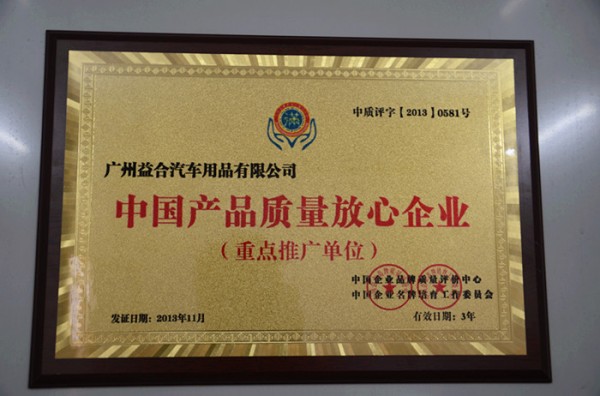 中质评字【2013】0581号
广州益合汽车用品有限公司
中国产品质量放心企业
（重点推广单位）
中国企业品牌质量评价中心
中国企业名牌培育工作委员会
发证日期：2013年11月
有效日期：3年